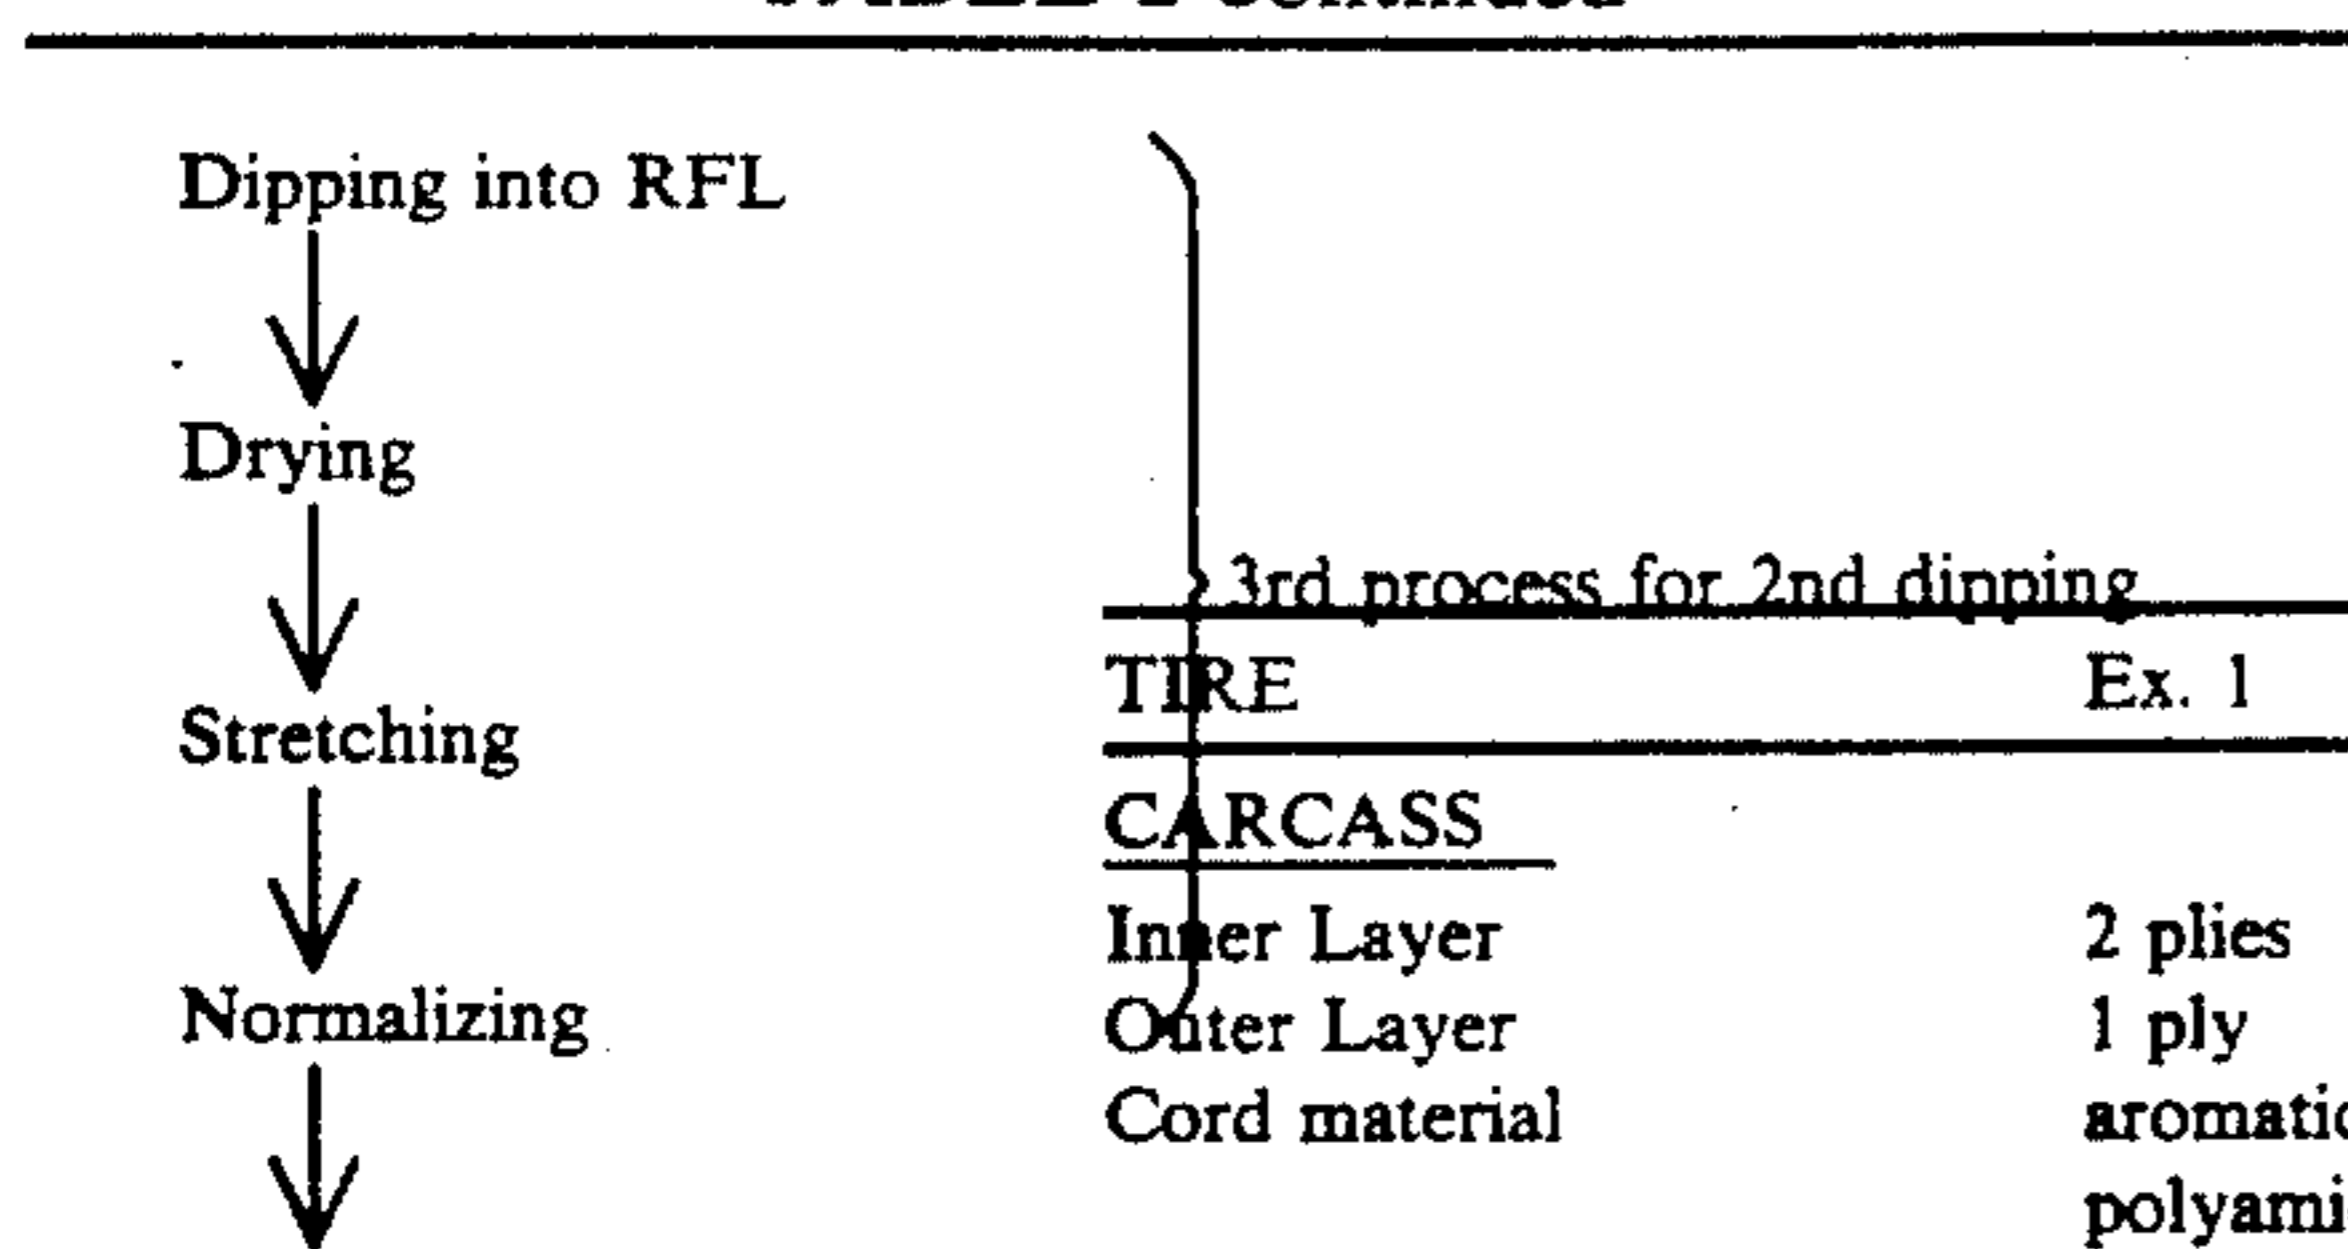 Dipping into RFL
Drying
Stretching
Normalizing
3rd process for 2nd dipping
TIRE Ex. 1
CARCASS
Inner Layer 2 plies
Outer Layer 1 ply
Cord material aromatic
polyami